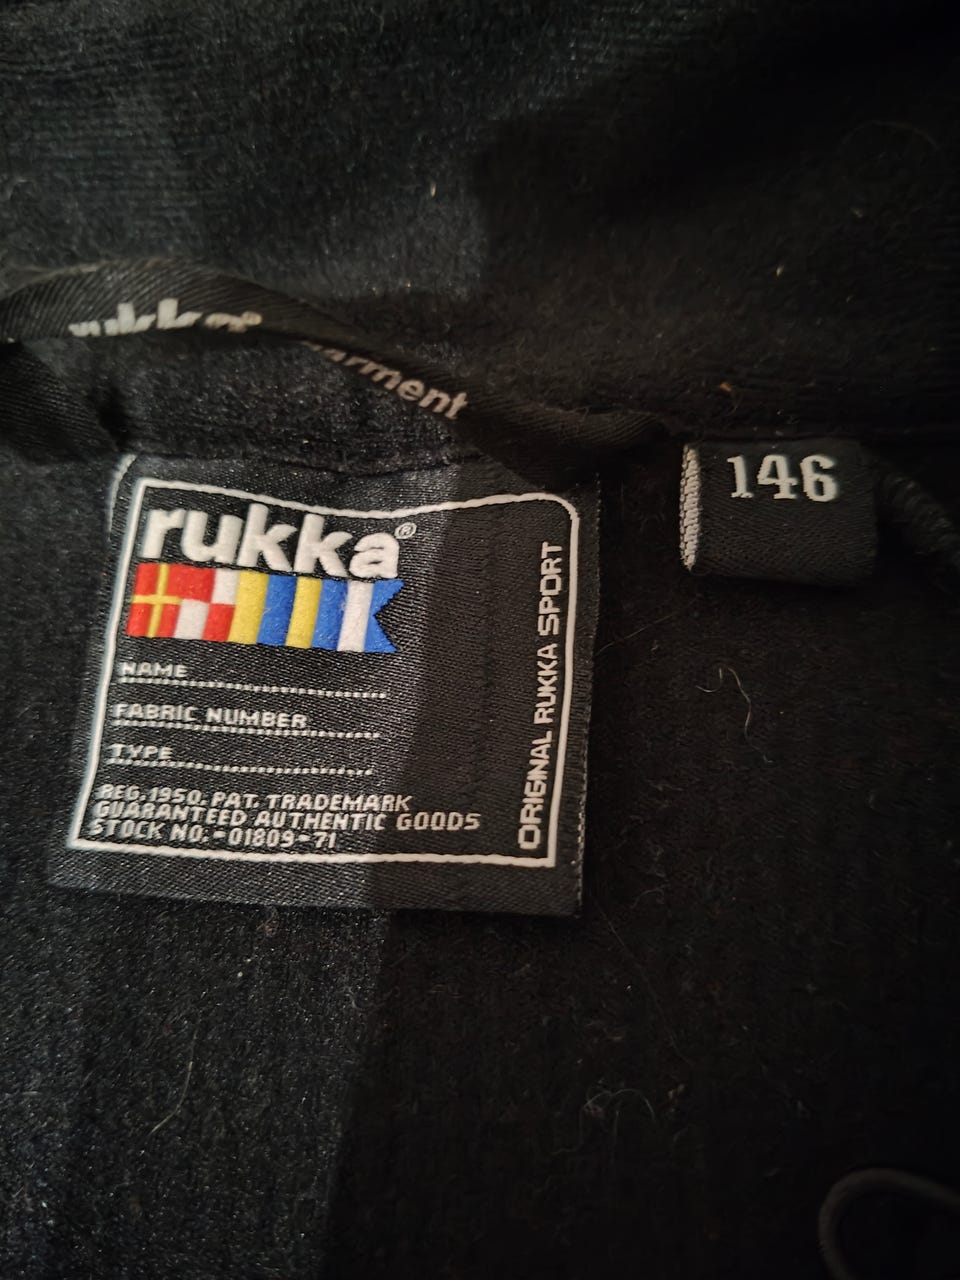 rukka®
garment
146
rukka®
NAME
FABRIC NUMBER
TYPE
REG. 1950. PAT. TRADEMARK
GUARANTEED AUTHENTIC GOODS
STOCK NO.-01809-71
ORIGINAL RUKKA SPORT